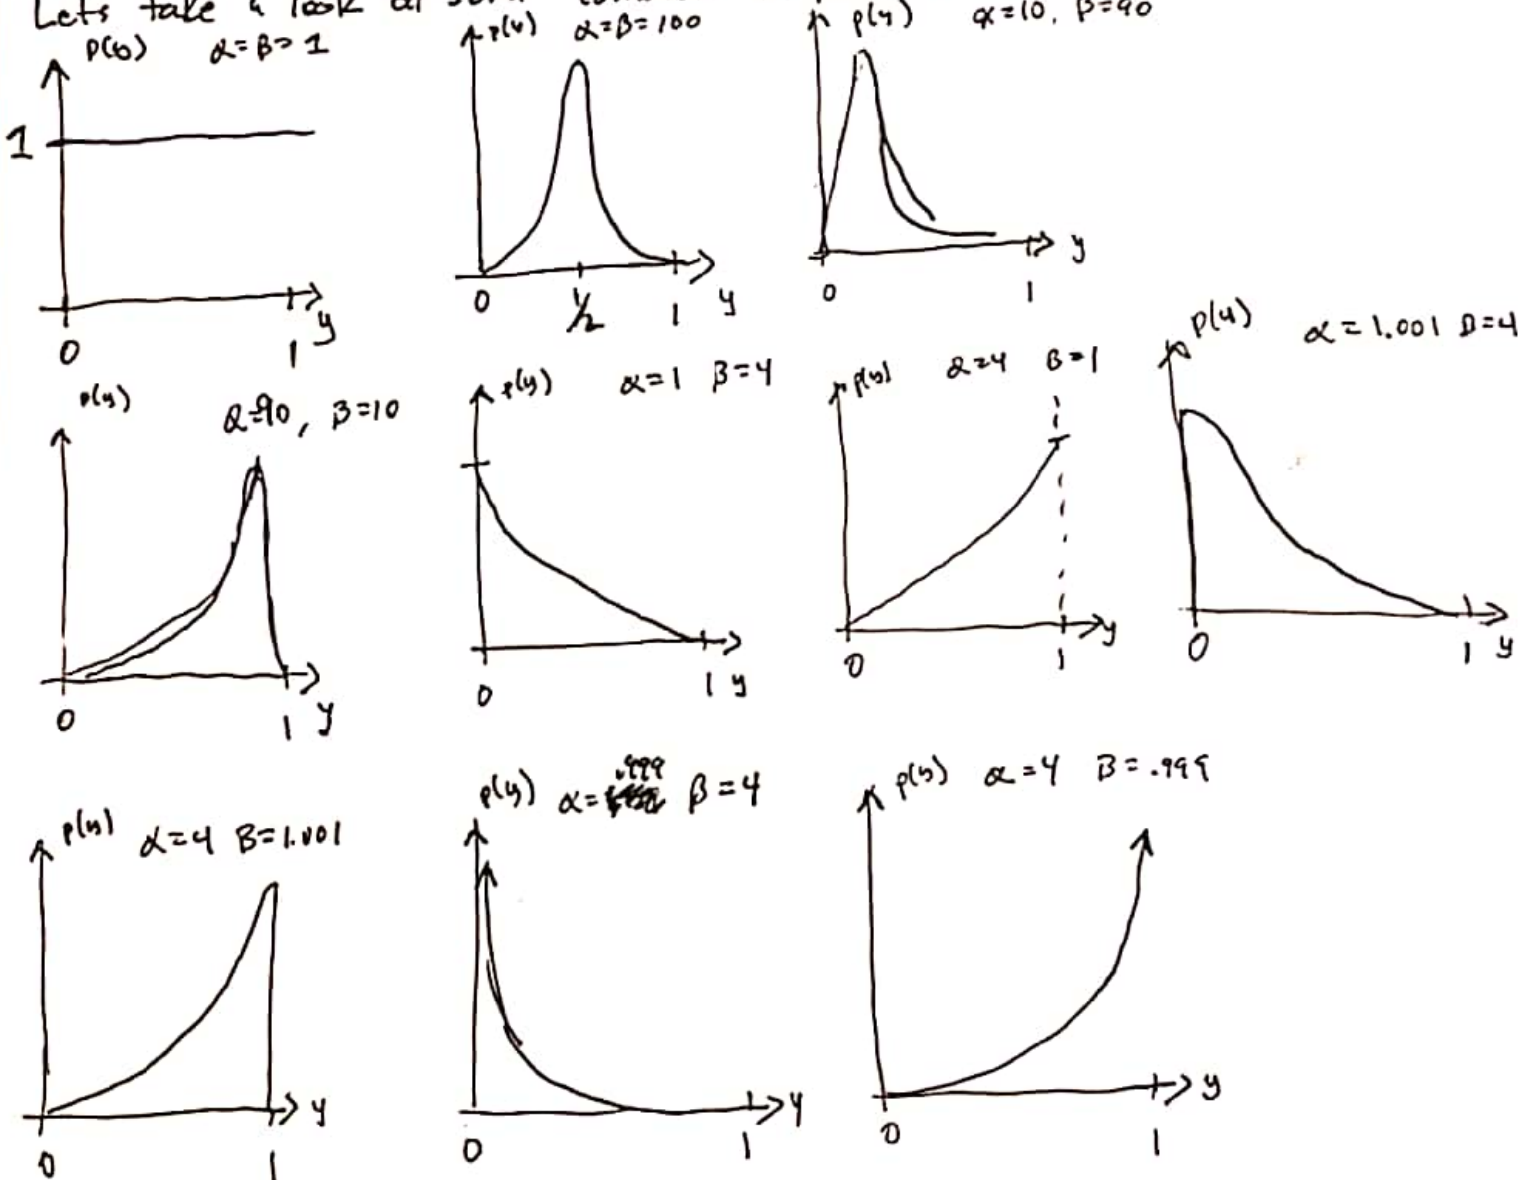 Lets take a look at some
p(y) α=β=1
1
0 1 y
p(y) α=β=100
0 1/2 1 y
p(y) α=10, β=90
0 1 y
p(y) α=90, β=10
0 1 y
p(y) α=1 β=4
0 1 y
p(y) α=4 β=1
0 1 y
p(y) α=1.001 β=4
0 1 y
p(y) α=4 β=1.001
0 1 y
p(y) α=.999 β=4
0 1 y
p(y) α=4 β=.999
0 1 y